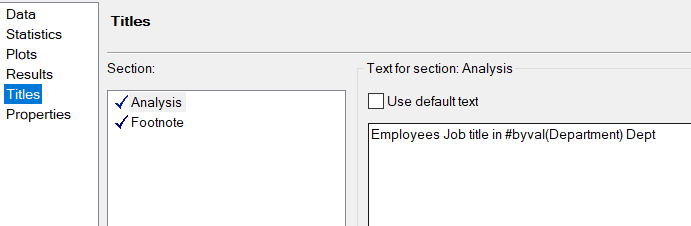 Data
Statistics
Plots
Results
Titles
Properties
Titles
Section:
Analysis
Footnote
Text for section: Analysis
Use default text
Employees Job title in #byval(Department) Dept